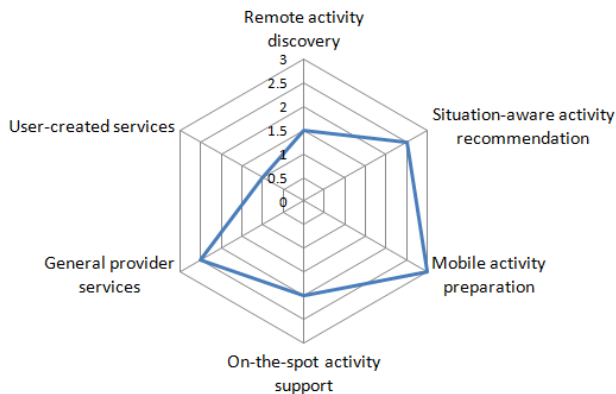 Remote activity
discovery
3
2.5
2
1.5
1
0.5
0
Situation-aware activity
recommendation
User-created services
General provider
services
Mobile activity
preparation
On-the-spot activity
support